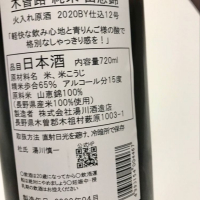 木曽路 純米 山恵錦
火入れ原酒 2020BY仕込12号
「軽快な飲み心地と青りんご様の酸で
格別なしゃっきり感を!」
品目 日本酒 内容量720ml
原材料 米、米こうじ
精米歩合65% アルコール分15度
原料米 山恵錦100%
(長野県産米100%使用)
製造者 株式会社湯川酒造店
長野県木曽郡木祖村薮原1003-1
取扱方法 直射日光を避け、冷暗所で保存
杜氏 湯川慎一